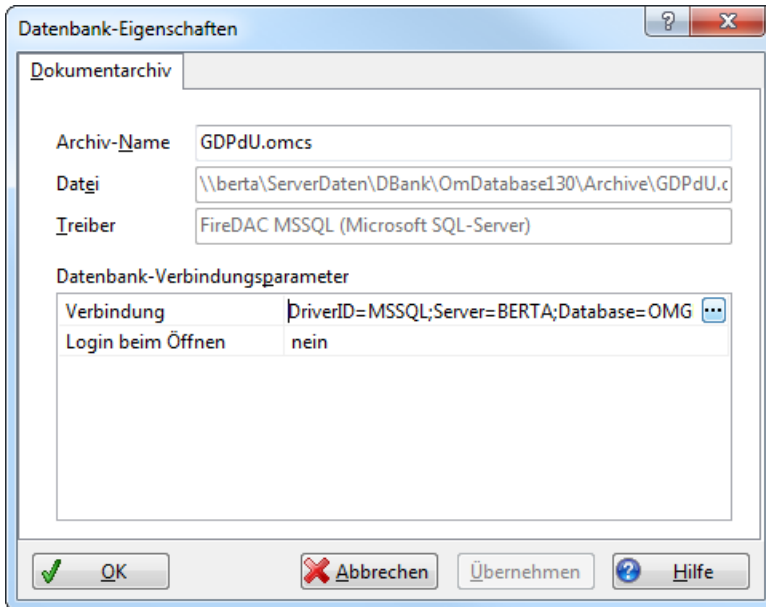 Datenbank-Eigenschaften
Dokumentarchiv
Archiv-Name GDPdU.omcs
Datei \\berta\ServerDaten\DBank\OmDatabase130\Archive\GDPdU.c
Treiber FireDAC MSSQL (Microsoft SQL-Server)
Datenbank-Verbindungsparameter
Verbindung DriverID=MSSQL;Server=BERTA;Database=OMG ...
Login beim Öffnen nein
OK Abbrechen Übernehmen Hilfe